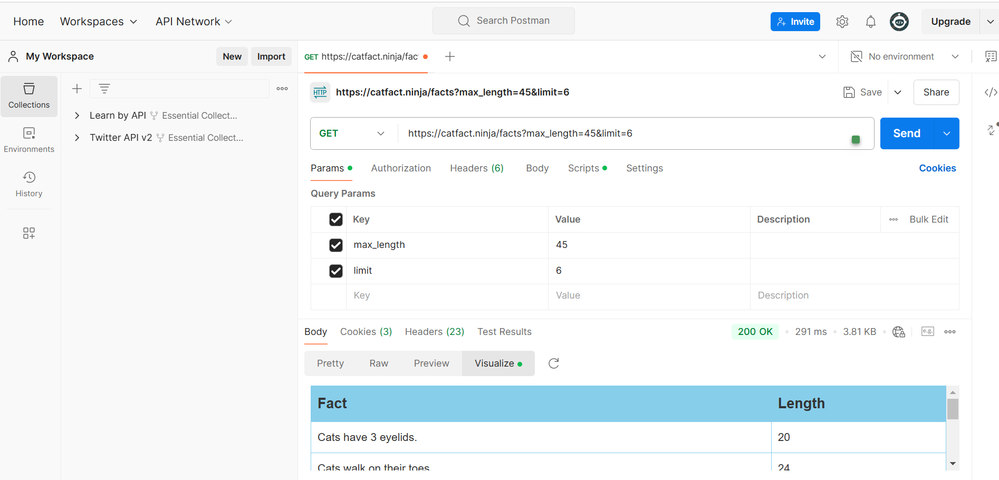 Home Workspaces API Network Search Postman Invite Upgrade
My Workspace New Import GET https://catfact.ninja/fac No environment
Collections
Environments
History
Learn by API Essential Collect...
Twitter API v2 Essential Collect...
HTTP https://catfact.ninja/facts?max_length=45&limit=6 Save Share
GET https://catfact.ninja/facts?max_length=45&limit=6 Send
Params Authorization Headers (6) Body Scripts Settings Cookies
Query Params
Key Value Description Bulk Edit
max_length 45
limit 6
Key Value Description
Body Cookies (3) Headers (23) Test Results 200 OK 291 ms 3.81 KB e.g.
Pretty Raw Preview Visualize
Fact Length
Cats have 3 eyelids. 20
Cats walk on their toes 24